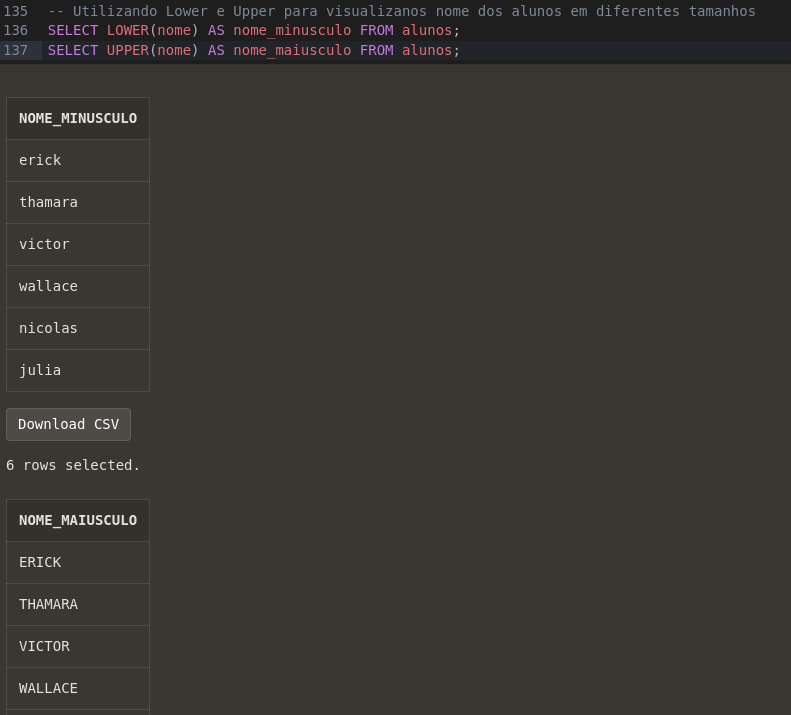 135 -- Utilizando Lower e Upper para visualizanos nome dos alunos em diferentes tamanhos
136 SELECT LOWER(nome) AS nome_minusculo FROM alunos;
137 SELECT UPPER(nome) AS nome_maiusculo FROM alunos;
NOME_MINUSCULO
erick
thamara
victor
wallace
nicolas
julia
Download CSV
6 rows selected.
NOME_MAIUSCULO
ERICK
THAMARA
VICTOR
WALLACE